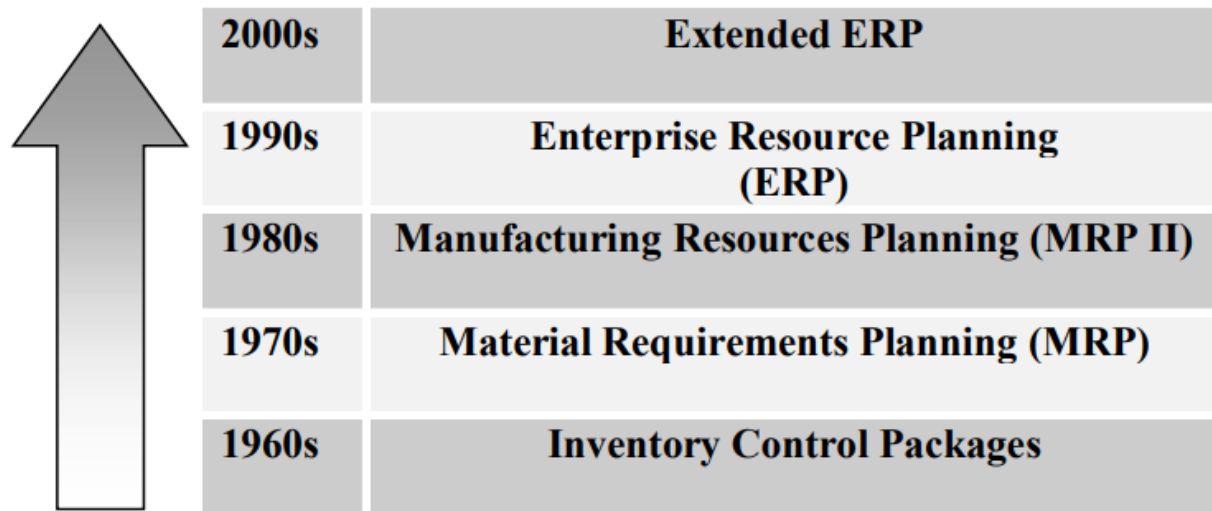 2000s Extended ERP
1990s Enterprise Resource Planning
(ERP)
1980s Manufacturing Resources Planning (MRP II)
1970s Material Requirements Planning (MRP)
1960s Inventory Control Packages